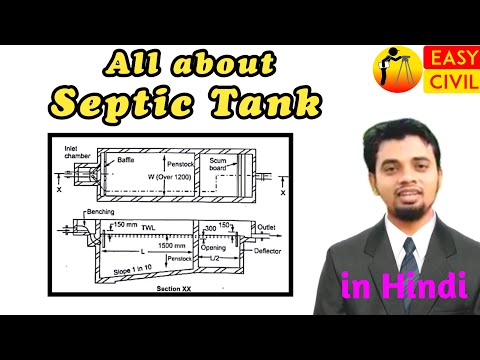 All about
Septic Tank
EASY
CIVIL
Inlet
chamber
Baffle
Penstock
W (Over 1200)
Scum
board
X
X
Benching
150 mm
TWL
300
150
Outlet
L
1500 mm
Opening
Deflector
Penstock
L/2
Slope 1 in 10
Section XX
in Hindi